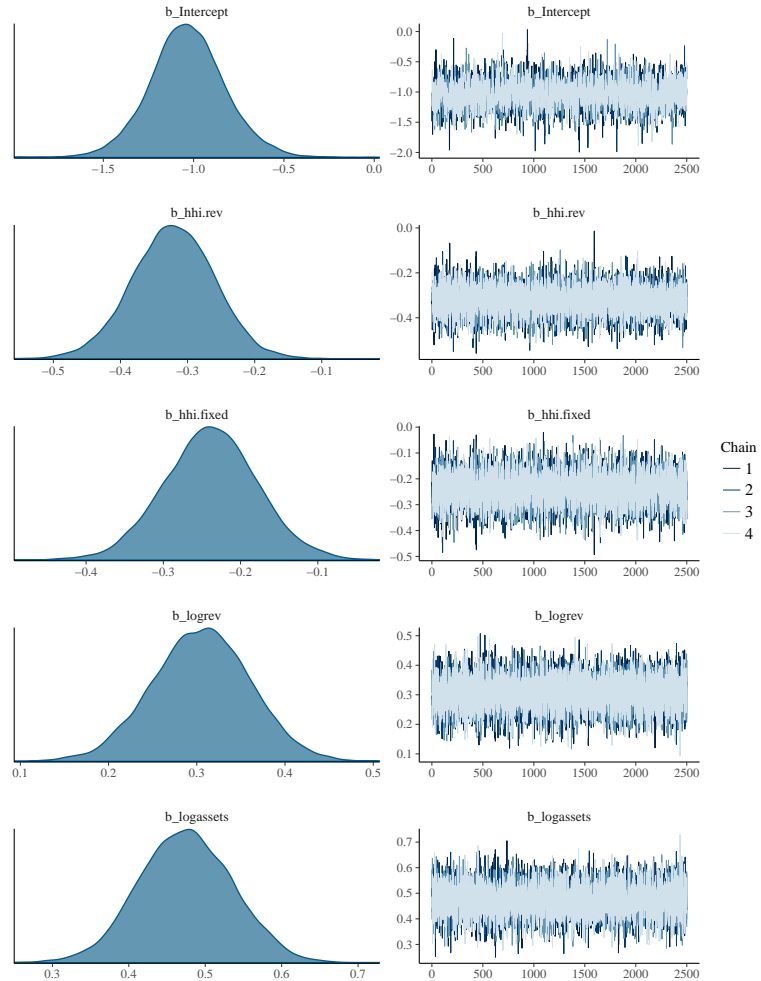 b_Intercept
−1.5 −1.0 −0.5 0.0
b_Intercept
0.0
−0.5
−1.0
−1.5
−2.0
0 500 1000 1500 2000 2500
b_hhi.rev
−0.5 −0.4 −0.3 −0.2 −0.1
b_hhi.rev
0.0
−0.2
−0.4
0 500 1000 1500 2000 2500
b_hhi.fixed
−0.4 −0.3 −0.2 −0.1
b_hhi.fixed
0.0
−0.1
−0.2
−0.3
−0.4
−0.5
0 500 1000 1500 2000 2500
Chain
1
2
3
4
b_logrev
0.1 0.2 0.3 0.4 0.5
b_logrev
0.5
0.4
0.3
0.2
0.1
0 500 1000 1500 2000 2500
b_logassets
0.3 0.4 0.5 0.6 0.7
b_logassets
0.7
0.6
0.5
0.4
0.3
0 500 1000 1500 2000 2500